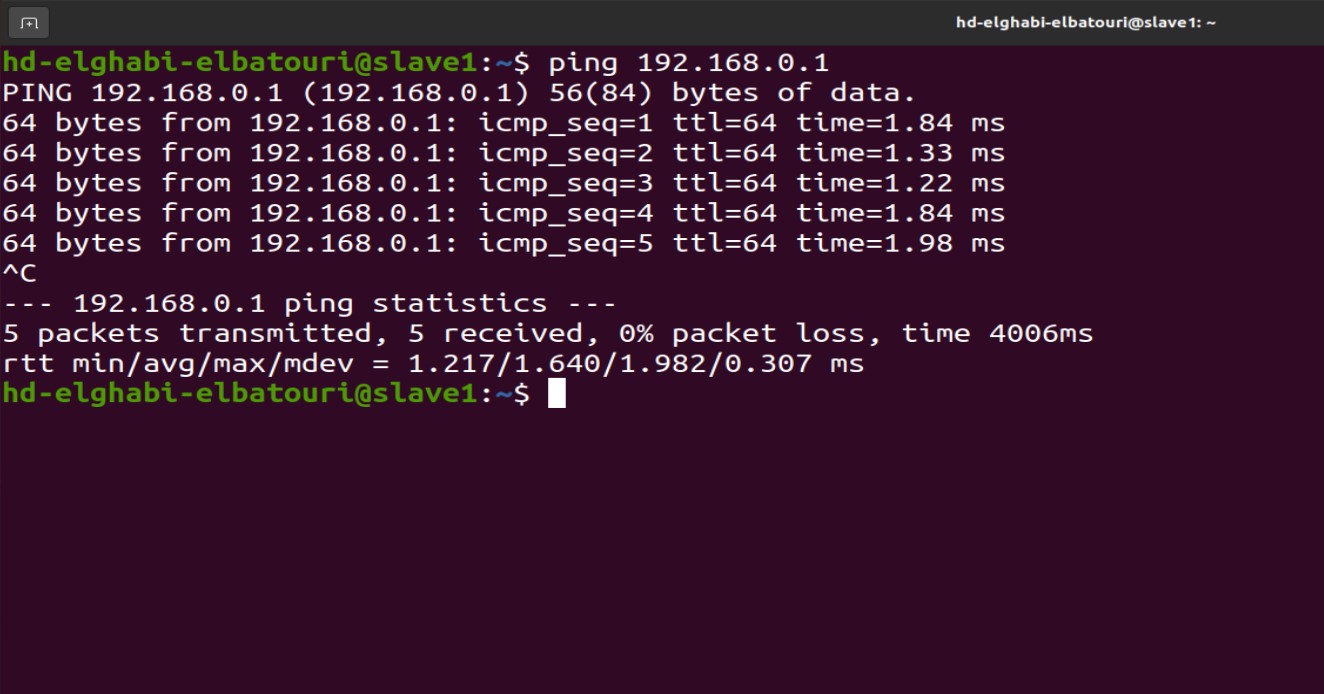 hd-elghabi-elbatouri@slave1: ~
hd-elghabi-elbatouri@slave1:~$ ping 192.168.0.1
PING 192.168.0.1 (192.168.0.1) 56(84) bytes of data.
64 bytes from 192.168.0.1: icmp_seq=1 ttl=64 time=1.84 ms
64 bytes from 192.168.0.1: icmp_seq=2 ttl=64 time=1.33 ms
64 bytes from 192.168.0.1: icmp_seq=3 ttl=64 time=1.22 ms
64 bytes from 192.168.0.1: icmp_seq=4 ttl=64 time=1.84 ms
64 bytes from 192.168.0.1: icmp_seq=5 ttl=64 time=1.98 ms
^C
--- 192.168.0.1 ping statistics ---
5 packets transmitted, 5 received, 0% packet loss, time 4006ms
rtt min/avg/max/mdev = 1.217/1.640/1.982/0.307 ms
hd-elghabi-elbatouri@slave1:~$